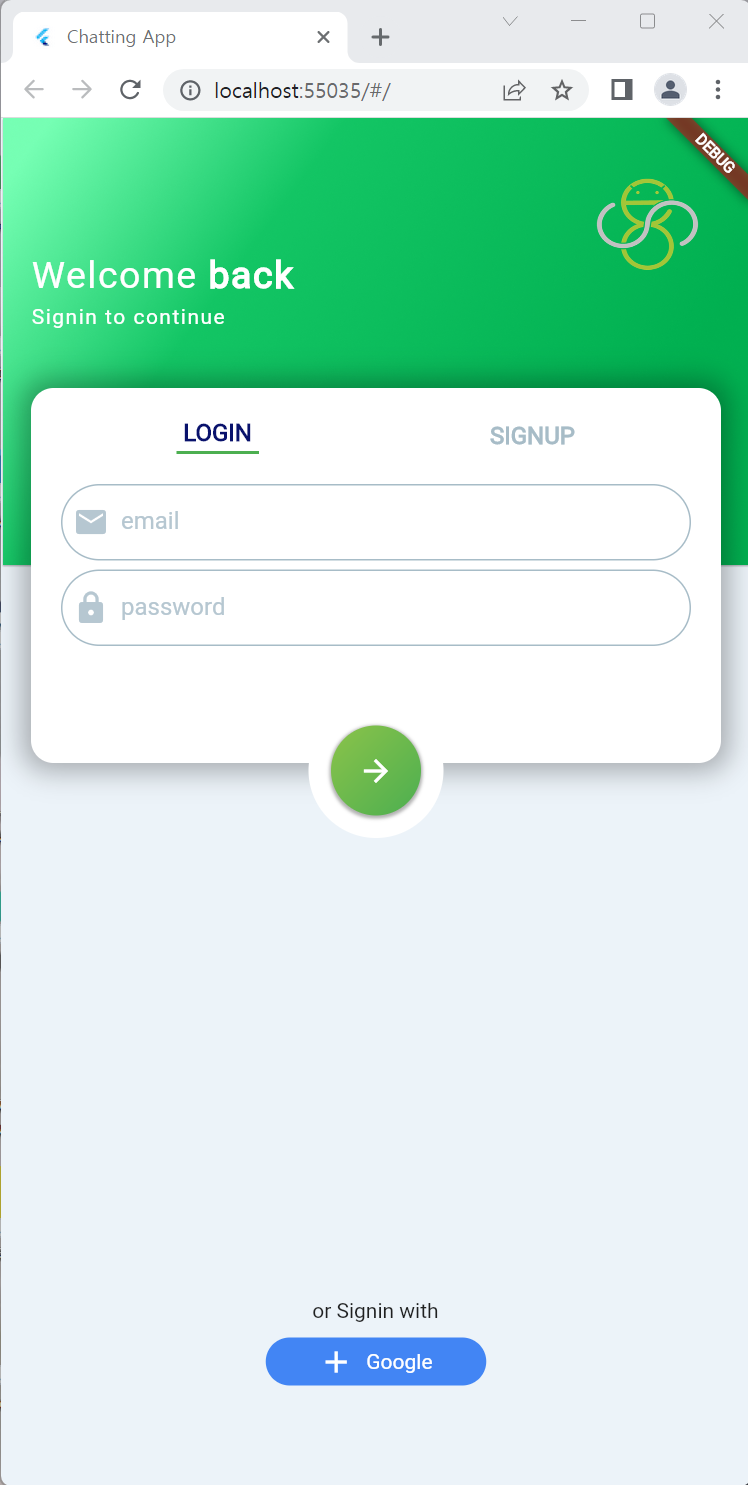 Chatting App
localhost:55035/#/
DEBUG
Welcome back
Signin to continue
LOGIN
SIGNUP
email
password
or Signin with
Google